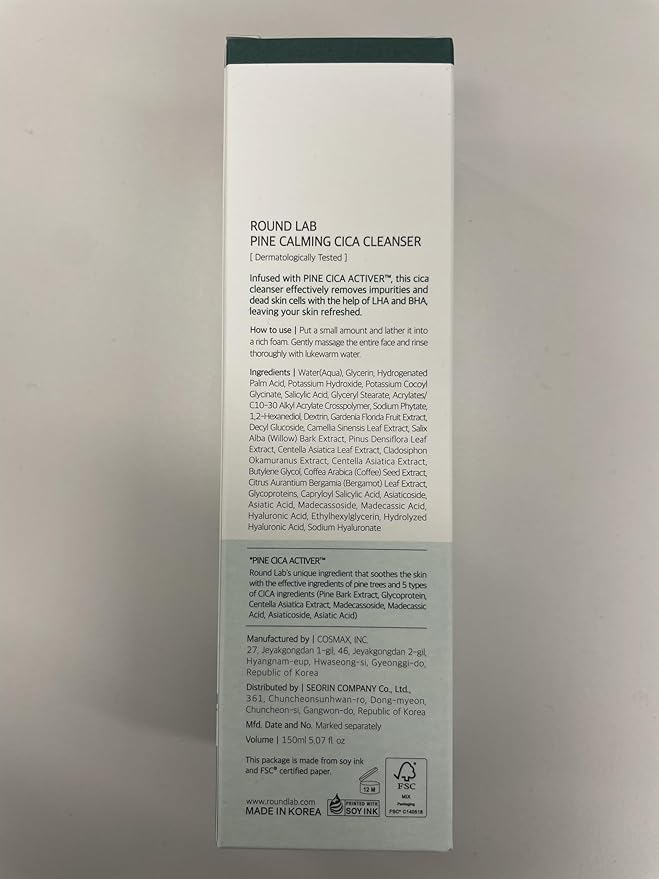 ROUND LAB
PINE CALMING CICA CLEANSER
[ Dermatologically Tested ]
Infused with PINE CICA ACTIVER™, this cica
cleanser effectively removes impurities and
dead skin cells with the help of LHA and BHA,
leaving your skin refreshed.
How to use | Put a small amount and lather it into
a rich foam. Gently massage the entire face and rinse
thoroughly with lukewarm water.
Ingredients | Water(Aqua), Glycerin, Hydrogenated
Palm Acid, Potassium Hydroxide, Potassium Cocoyl
Glycinate, Salicylic Acid, Glyceryl Stearate, Acrylates/
C10-30 Alkyl Acrylate Crosspolymer, Sodium Phytate,
1,2-Hexanediol, Dextrin, Gardenia Florida Fruit Extract,
Decyl Glucoside, Camellia Sinensis Leaf Extract, Salix
Alba (Willow) Bark Extract, Pinus Densiflora Leaf
Extract, Centella Asiatica Leaf Extract, Cladosiphon
Okamuranus Extract, Centella Asiatica Extract,
Butylene Glycol, Coffea Arabica (Coffee) Seed Extract,
Citrus Aurantium Bergamia (Bergamot) Leaf Extract,
Glycoproteins, Capryloyl Salicylic Acid, Asiaticoside,
Asiatic Acid, Madecassoside, Madecassic Acid,
Hyaluronic Acid, Ethylhexylglycerin, Hydrolyzed
Hyaluronic Acid, Sodium Hyaluronate
*PINE CICA ACTIVER™
Round Lab's unique ingredient that soothes the skin
with the effective ingredients of pine trees and 5 types
of CICA ingredients (Pine Bark Extract, Glycoprotein,
Centella Asiatica Extract, Madecassoside, Madecassic
Acid, Asiaticoside, Asiatic Acid)
Manufactured by | COSMAX, INC.
27, Jeyakgongdan 1-gil, 46, Jeyakgongdan 2-gil,
Hyangnam-eup, Hwaseong-si, Gyeonggi-do,
Republic of Korea
Distributed by | SEORIN COMPANY Co., Ltd.,
361, Chuncheonsunhwan-ro, Dong-myeon,
Chuncheon-si, Gangwon-do, Republic of Korea
Mfd. Date and No. Marked separately
Volume | 150ml 5.07 fl. oz
This package is made from soy ink
and FSC® certified paper.
12 M
FSC
MIX
Packaging
FSC® C140518
www.roundlab.com
MADE IN KOREA
PRINTED WITH
SOY INK